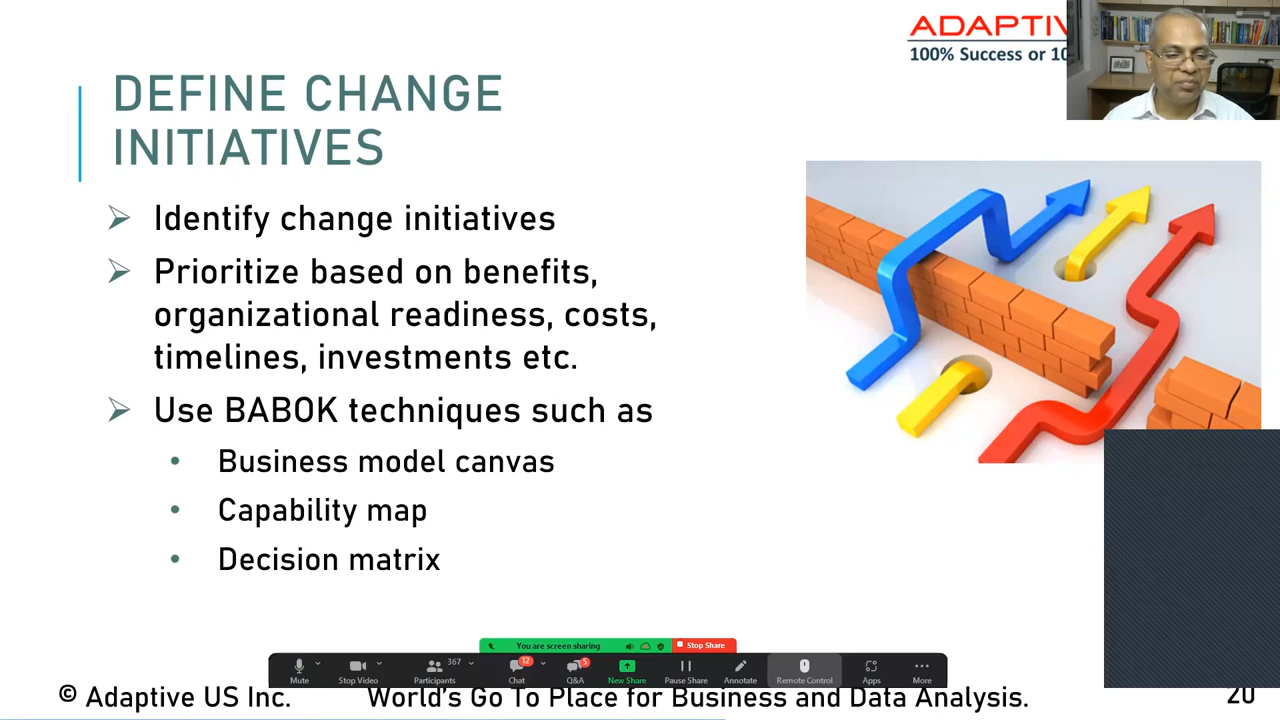 ADAPTIV
100% Success or 10
DEFINE CHANGE
INITIATIVES
Identify change initiatives
Prioritize based on benefits,
organizational readiness, costs,
timelines, investments etc.
Use BABOK techniques such as
• Business model canvas
• Capability map
• Decision matrix
You are screen sharing
Stop Share
Mute
Stop Video
Participants
367
Chat
12
Q&A
5
New Share
Pause Share
Annotate
Remote Control
Apps
More
© Adaptive US Inc.
World's Go To Place for Business and Data Analysis.
20